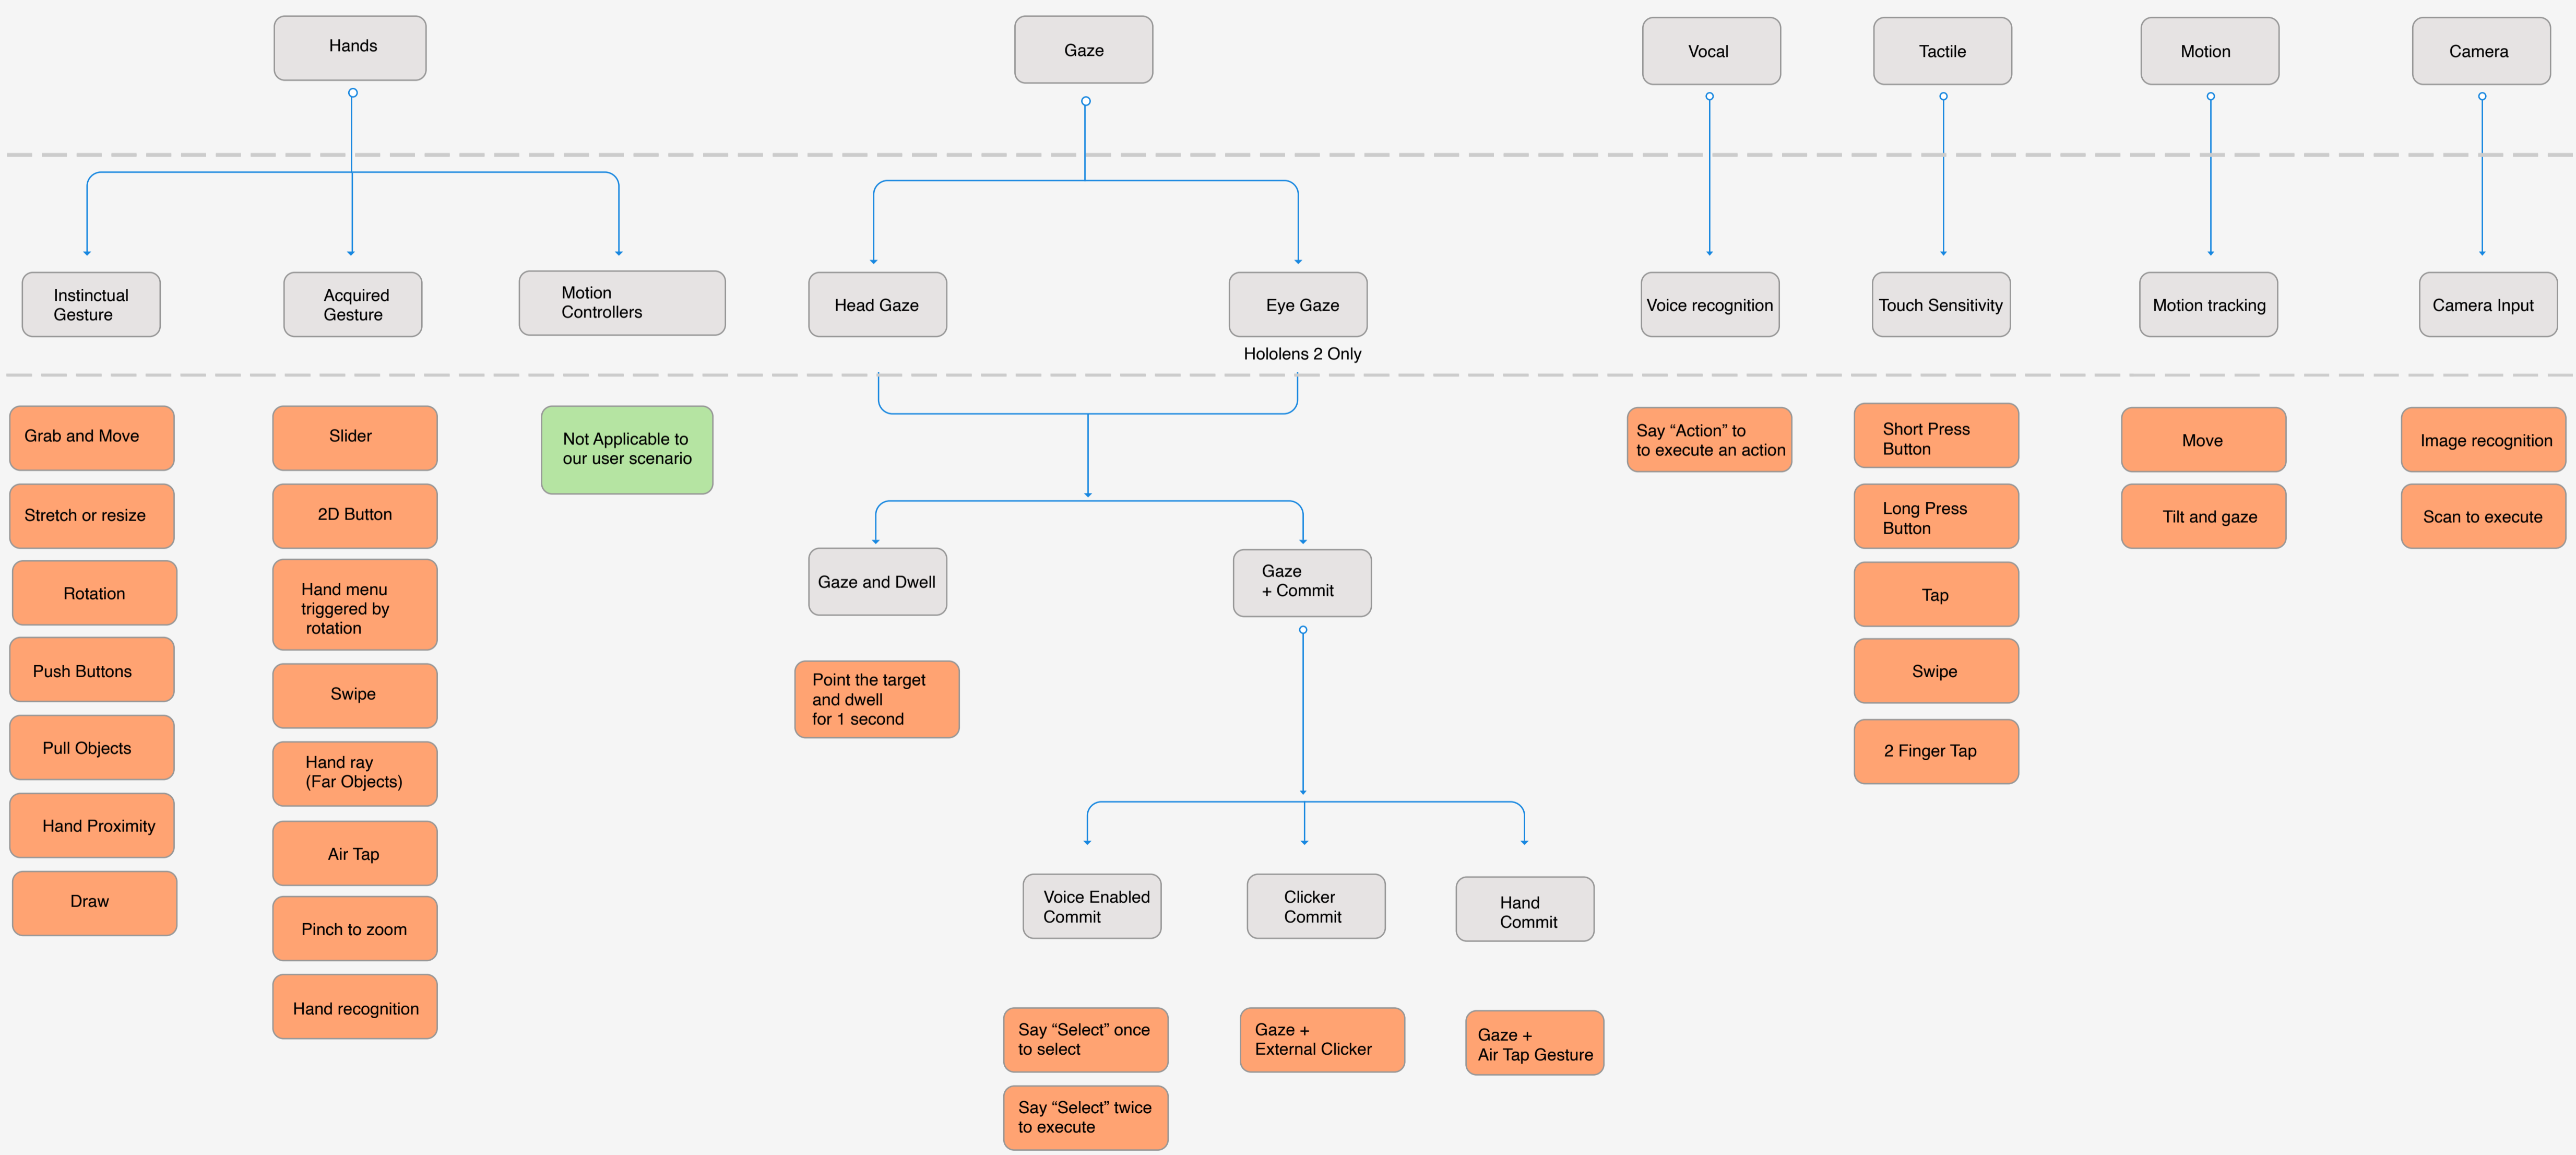 Hands
Gaze
Vocal
Tactile
Motion
Camera
Instinctual
Gesture
Acquired
Gesture
Motion
Controllers
Head Gaze
Eye Gaze
Hololens 2 Only
Voice recognition
Touch Sensitivity
Motion tracking
Camera Input
Grab and Move
Stretch or resize
Rotation
Push Buttons
Pull Objects
Hand Proximity
Draw
Slider
2D Button
Hand menu
triggered by
rotation
Swipe
Hand ray
(Far Objects)
Air Tap
Pinch to zoom
Hand recognition
Not Applicable to
our user scenario
Gaze and Dwell
Point the target
and dwell
for 1 second
Gaze
+ Commit
Voice Enabled
Commit
Say “Select” once
to select
Say “Select” twice
to execute
Clicker
Commit
Gaze +
External Clicker
Hand
Commit
Gaze +
Air Tap Gesture
Say “Action” to
to execute an action
Short Press
Button
Long Press
Button
Tap
Swipe
2 Finger Tap
Move
Tilt and gaze
Image recognition
Scan to execute